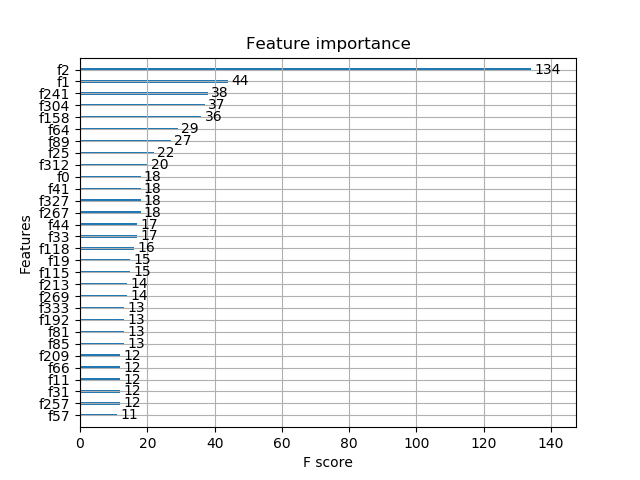 Feature importance
f2 134
f1 44
f241 38
f304 37
f158 36
f64 29
f89 27
f25 22
f312 20
f0 18
f41 18
f327 18
f267 18
f44 17
f33 17
f118 16
f19 15
f115 15
f213 14
f269 14
f333 13
f192 13
f81 13
f85 13
f209 12
f66 12
f11 12
f31 12
f257 12
f57 11
Features
0 20 40 60 80 100 120 140
F score